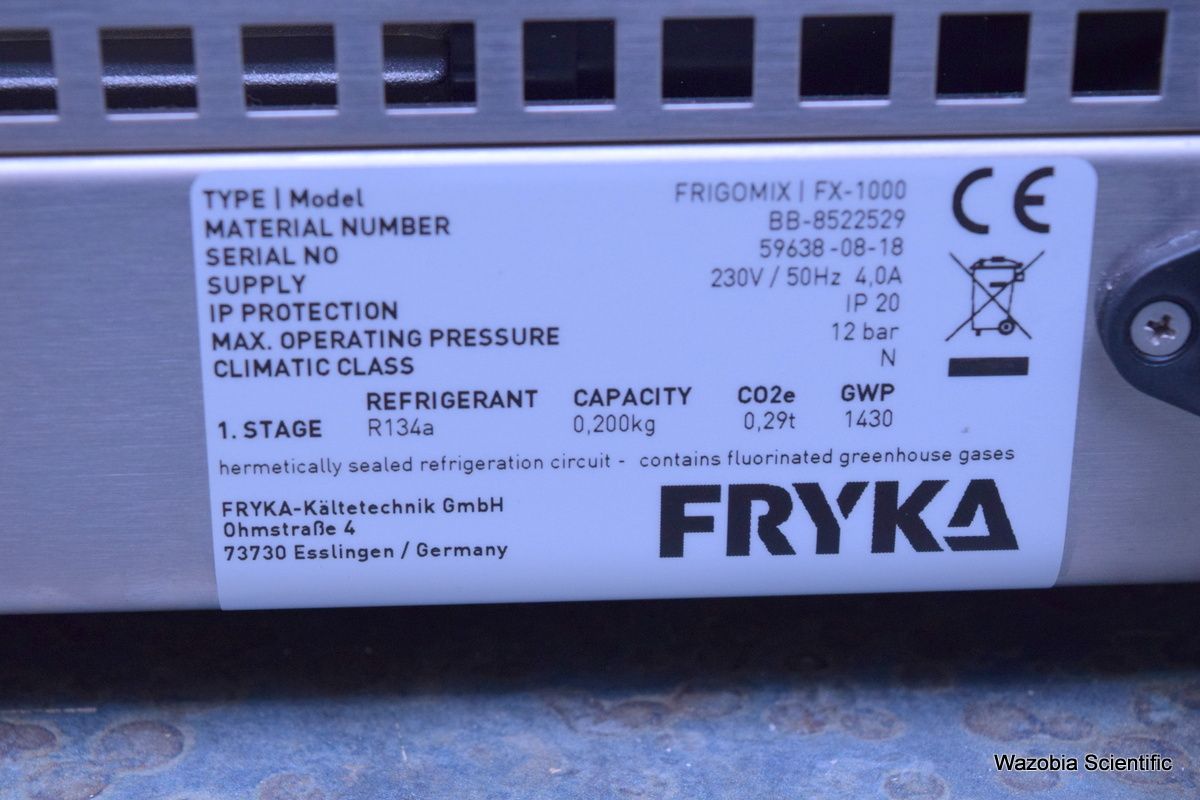 TYPE | Model FRIGOMIX | FX-1000
MATERIAL NUMBER BB-8522529
SERIAL NO 59638-08-18
SUPPLY 230V / 50Hz 4,0A
IP PROTECTION IP 20
MAX. OPERATING PRESSURE 12 bar
CLIMATIC CLASS N
CE
REFRIGERANT CAPACITY CO2e GWP
1. STAGE R134a 0,200kg 0,29t 1430
hermetically sealed refrigeration circuit - contains fluorinated greenhouse gases
FRYKA-Kältetechnik GmbH
Ohmstraße 4
73730 Esslingen / Germany
FRYKA
Wazobia Scientific